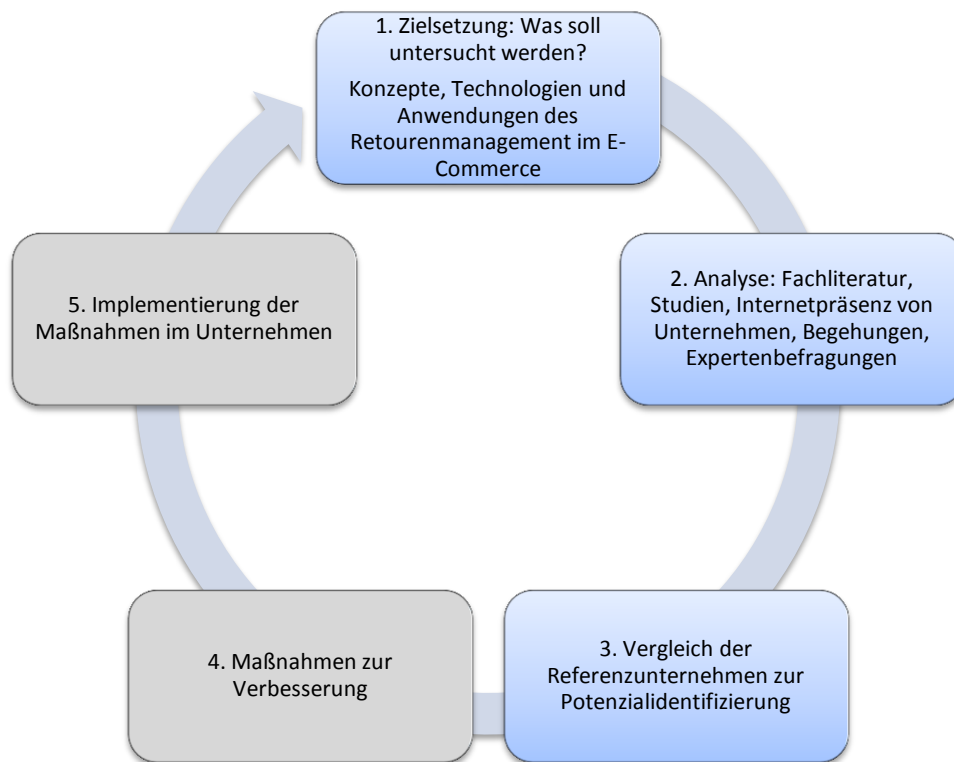 1. Zielsetzung: Was soll
untersucht werden?
Konzepte, Technologien und
Anwendungen des
Retourenmanagement im E-
Commerce
2. Analyse: Fachliteratur,
Studien, Internetpräsenz von
Unternehmen, Begehungen,
Expertenbefragungen
3. Vergleich der
Referenzunternehmen zur
Potenzialidentifizierung
4. Maßnahmen zur
Verbesserung
5. Implementierung der
Maßnahmen im Unternehmen